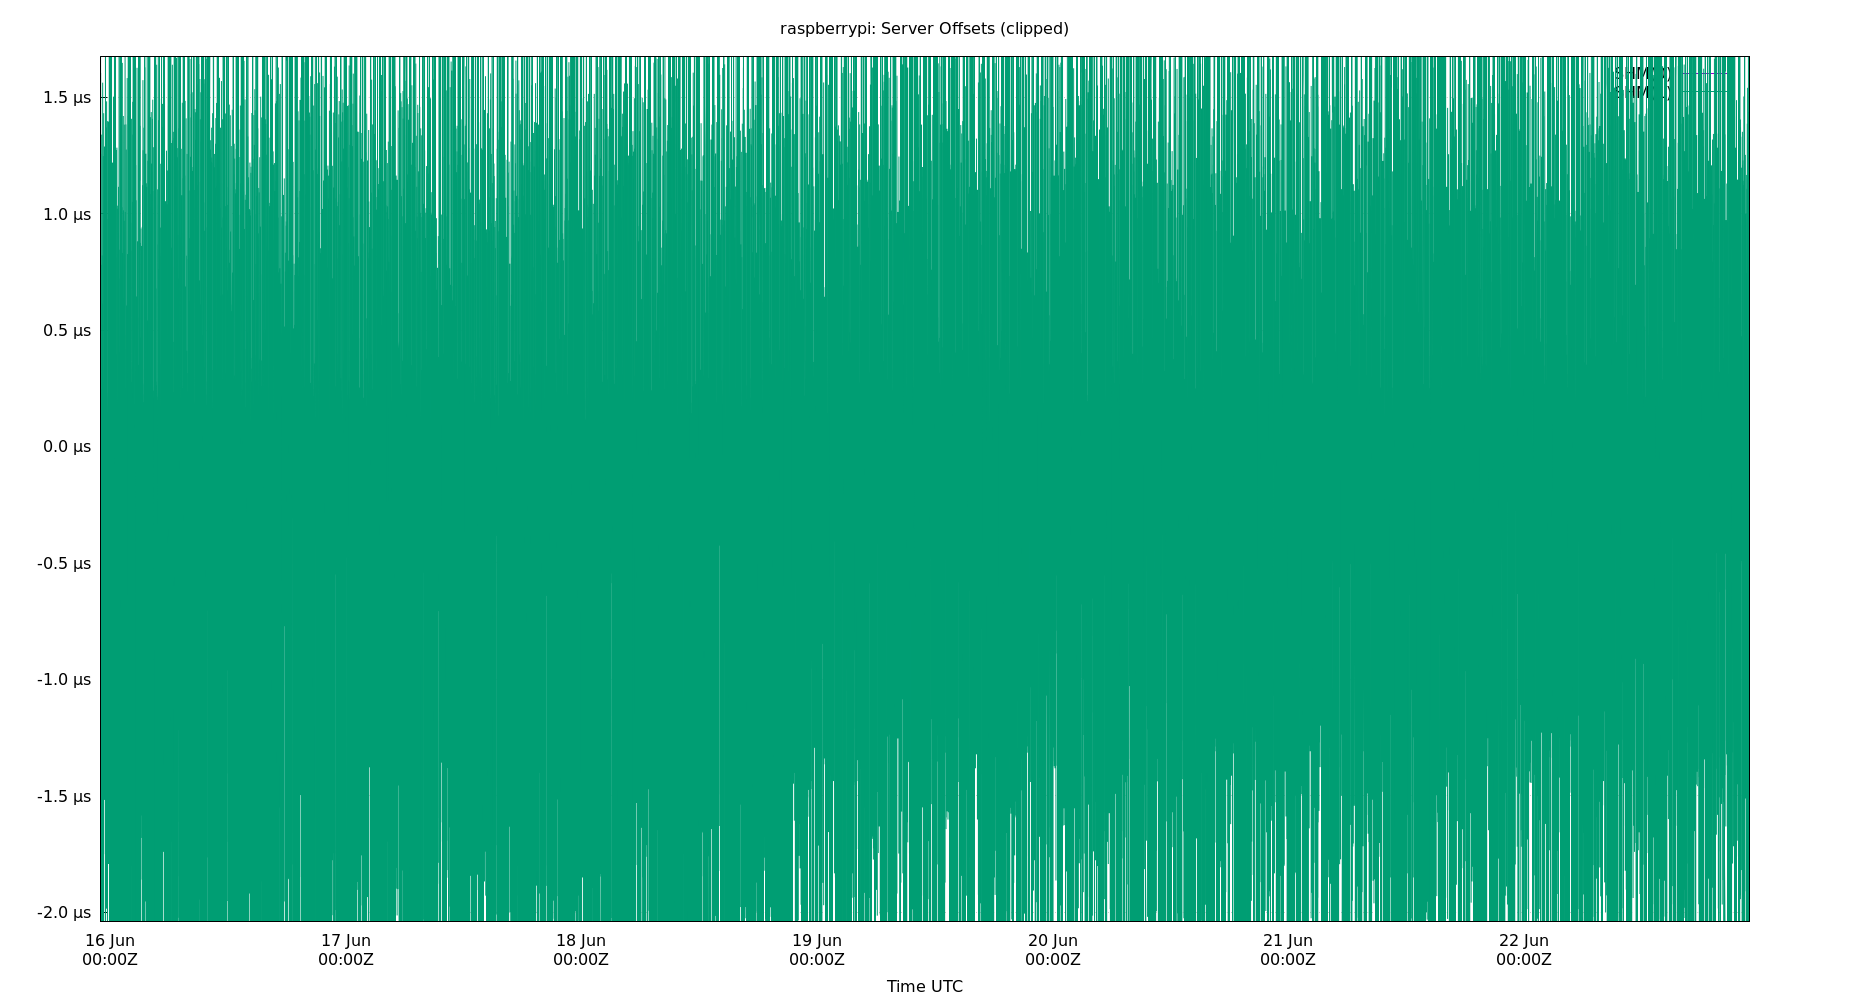 raspberrypi: Server Offsets (clipped)
1.5 µs
1.0 µs
0.5 µs
0.0 µs
-0.5 µs
-1.0 µs
-1.5 µs
-2.0 µs
16 Jun 17 Jun 18 Jun 19 Jun 20 Jun 21 Jun 22 Jun
00:00Z 00:00Z 00:00Z 00:00Z 00:00Z 00:00Z 00:00Z
Time UTC